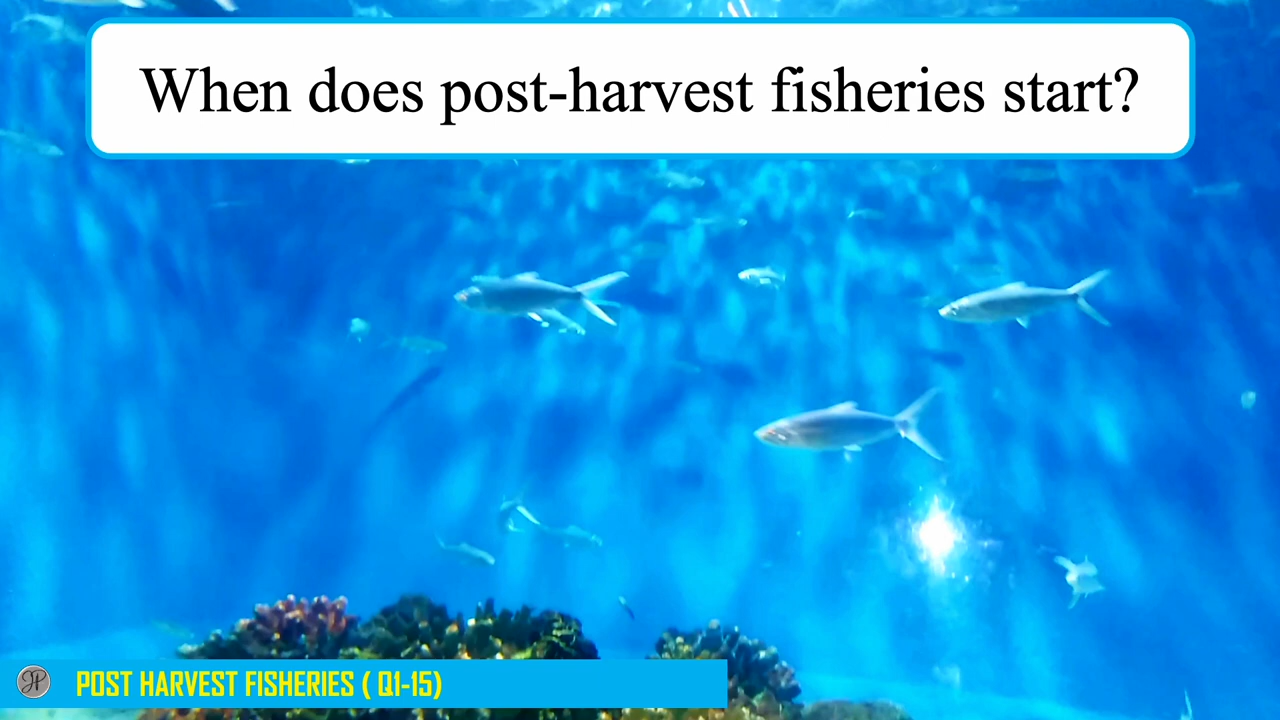 When does post-harvest fisheries start?
POST HARVEST FISHERIES ( Q1-15)